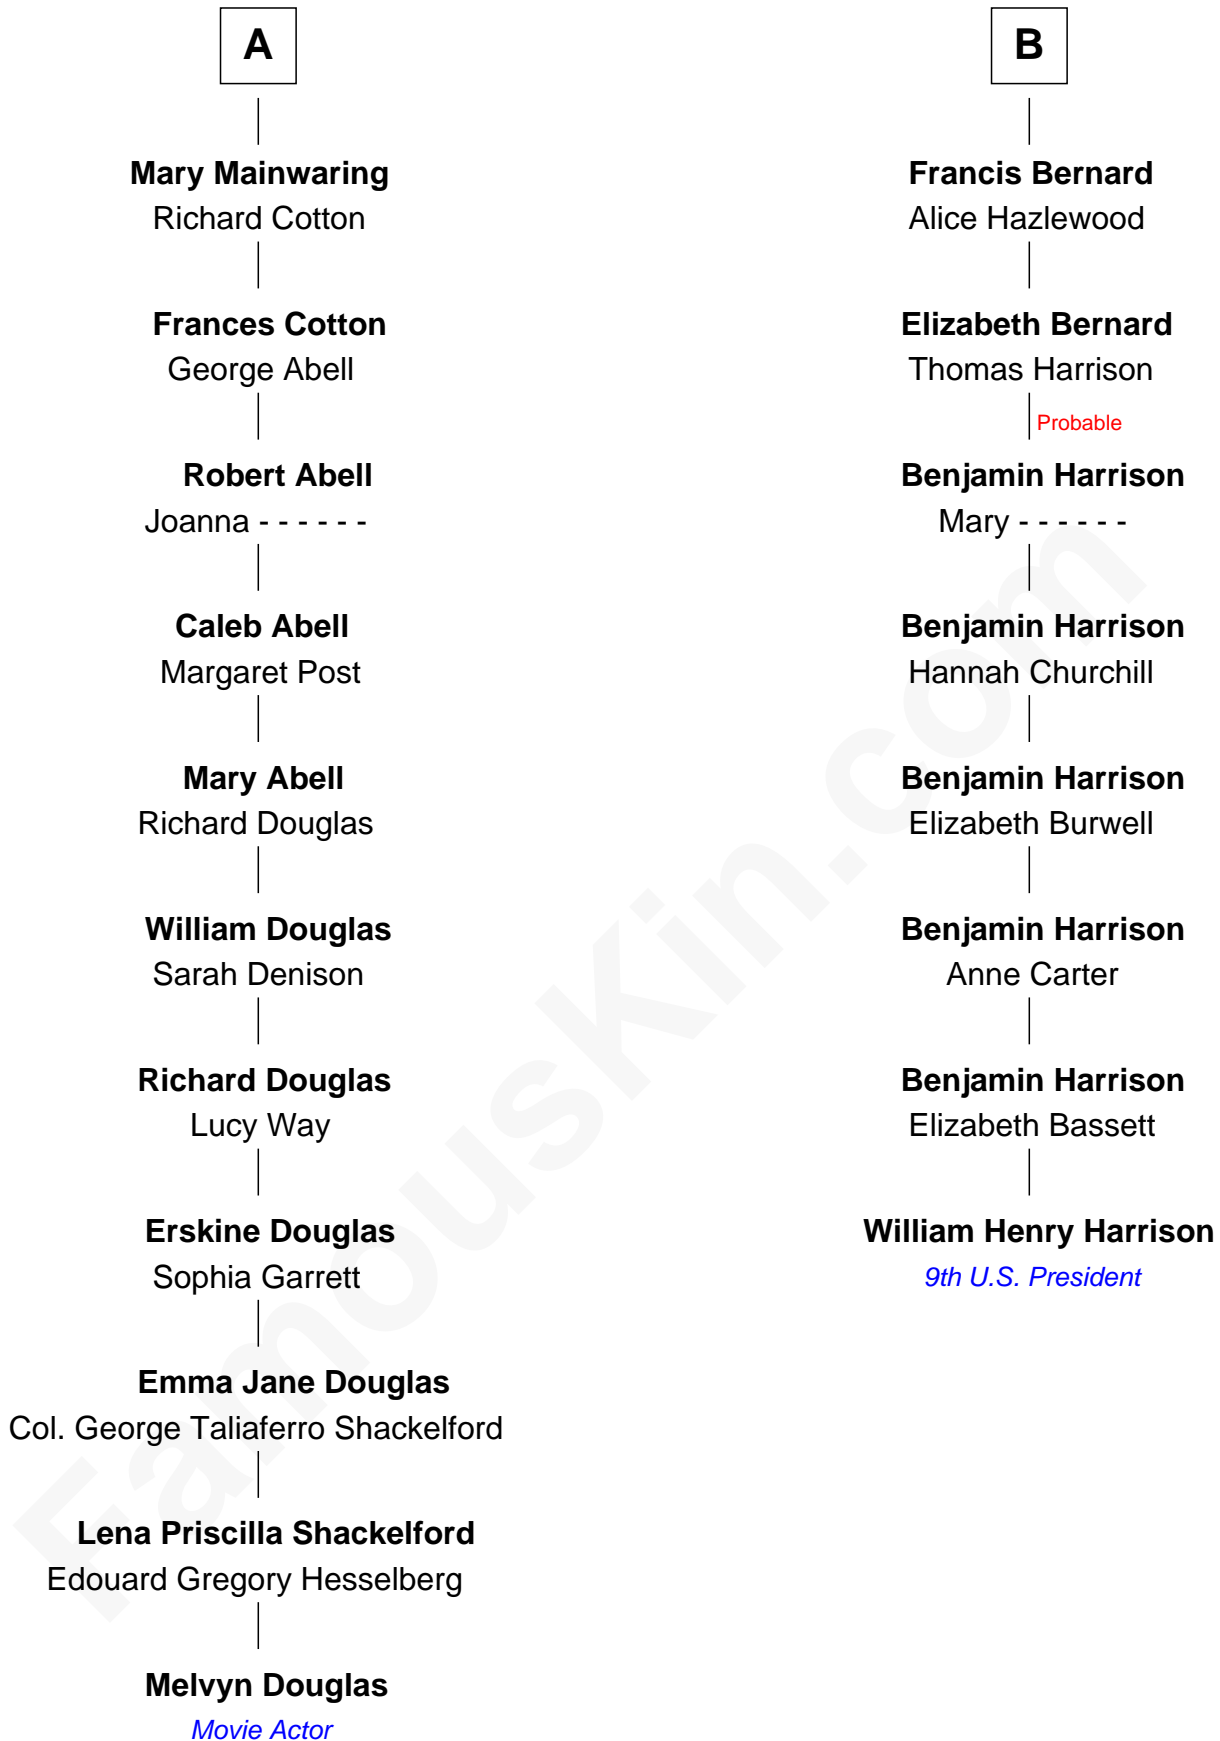 A
Mary Mainwaring
Richard Cotton
Frances Cotton
George Abell
Robert Abell
Joanna - - - - - -
Caleb Abell
Margaret Post
Mary Abell
Richard Douglas
William Douglas
Sarah Denison
Richard Douglas
Lucy Way
Erskine Douglas
Sophia Garrett
Emma Jane Douglas
Col. George Taliaferro Shackelford
Lena Priscilla Shackelford
Edouard Gregory Hesselberg
Melvyn Douglas
Movie Actor
B
Francis Bernard
Alice Hazlewood
Elizabeth Bernard
Thomas Harrison
Probable
Benjamin Harrison
Mary - - - - - -
Benjamin Harrison
Hannah Churchill
Benjamin Harrison
Elizabeth Burwell
Benjamin Harrison
Anne Carter
Benjamin Harrison
Elizabeth Bassett
William Henry Harrison
9th U.S. President
FamousKin.com